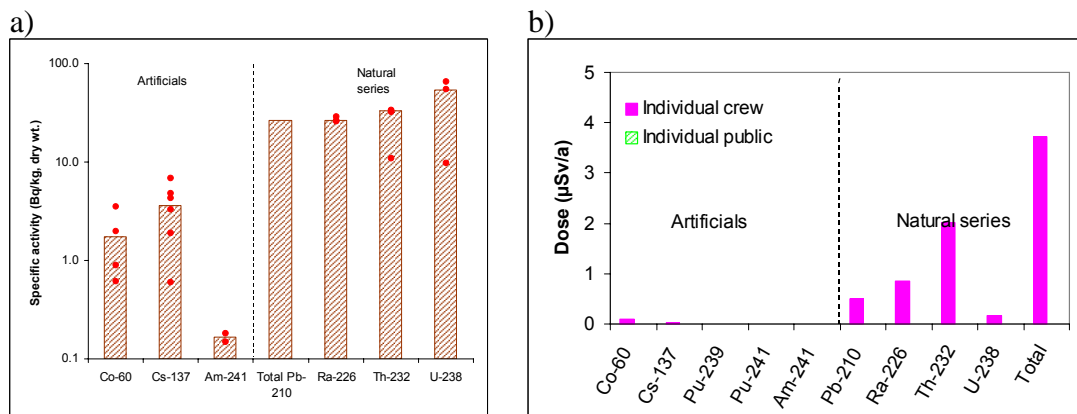 a)
100.0
10.0
1.0
0.1
Specific activity (Bq/kg, dry wt.)
Artificials
Natural
series
Co-60 Cs-137 Am-241 Total Pb-
210 Ra-226 Th-232 U-238
b)
5
4
3
2
1
0
Dose (µSv/a)
Individual crew
Individual public
Artificials
Natural series
Co-60
Cs-137
Pu-239
Pu-241
Am-241
Pb-210
Ra-226
Th-232
U-238
Total